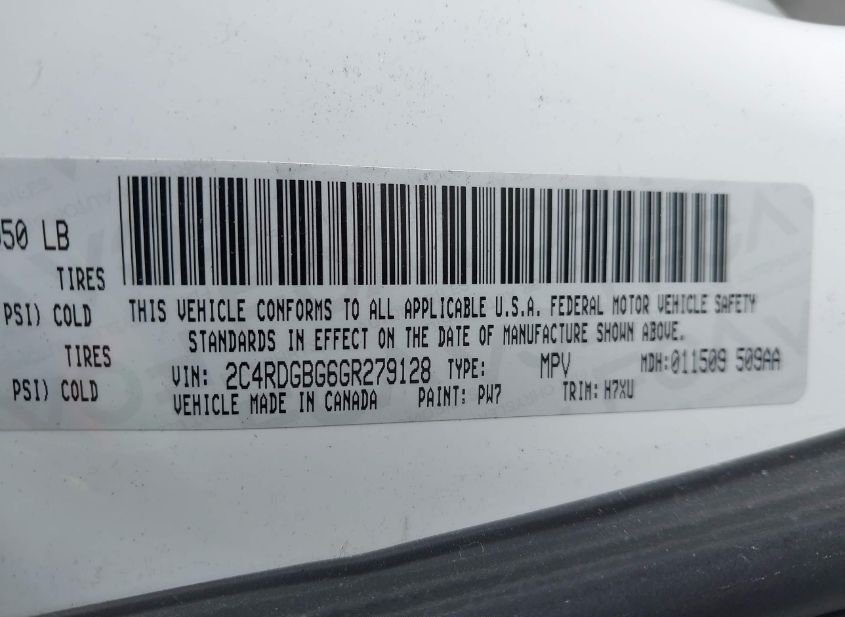 50 LB
TIRES
PSI) COLD
TIRES
PSI) COLD
THIS VEHICLE CONFORMS TO ALL APPLICABLE U.S.A. FEDERAL MOTOR VEHICLE SAFETY
STANDARDS IN EFFECT ON THE DATE OF MANUFACTURE SHOWN ABOVE.
VIN: 2C4RDGBG6GR279128 TYPE: MPV MDH:011509 509AA
VEHICLE MADE IN CANADA PAINT: PW7 TRIM: H7XU